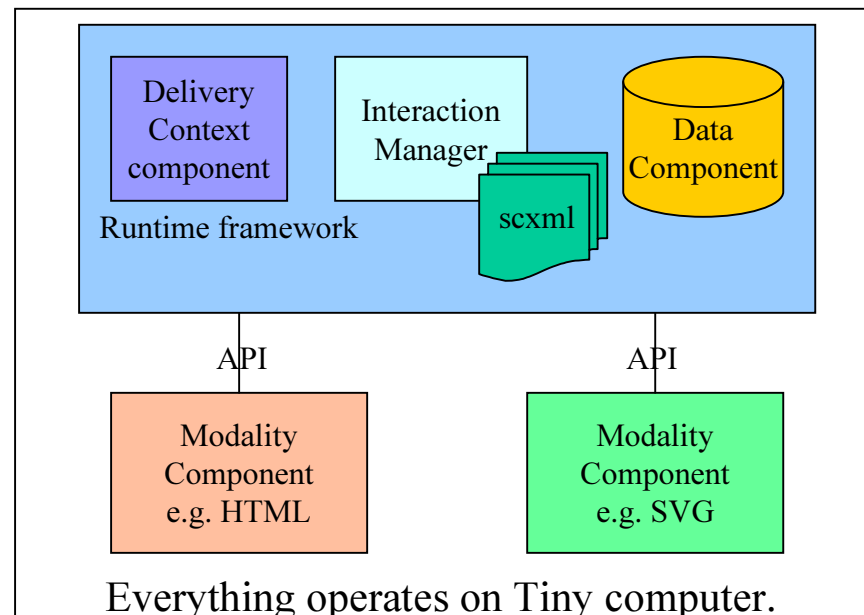 Delivery
Context
component
Interaction
Manager
Data
Component
scxml
Runtime framework
API
API
Modality
Component
e.g. HTML
Modality
Component
e.g. SVG
Everything operates on Tiny computer.